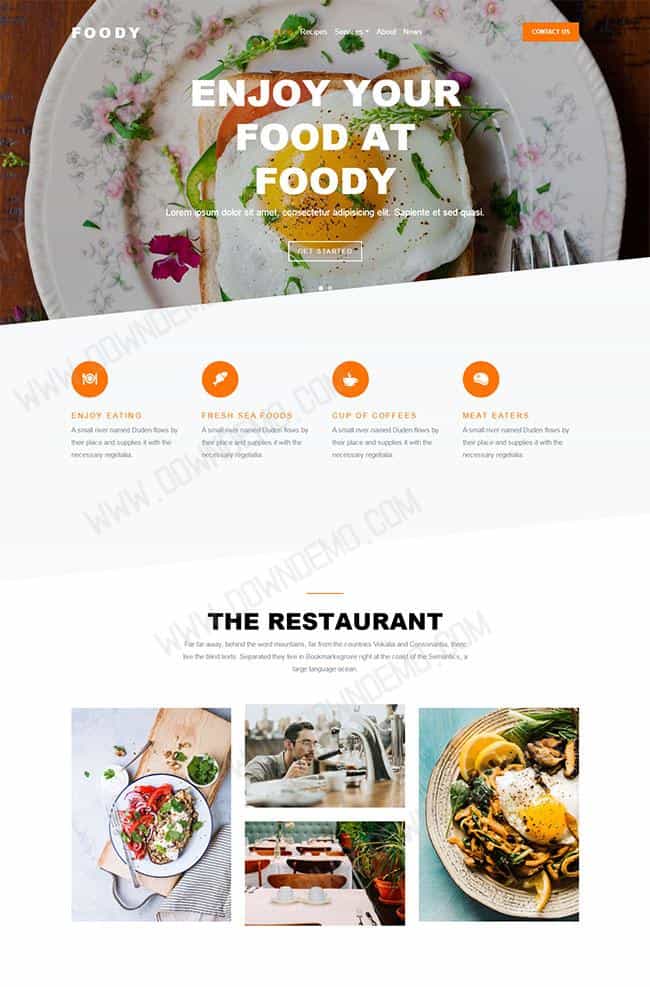 FOODY
Home Recipes Services About News
CONTACT US
ENJOY YOUR
FOOD AT
FOODY
Lorem ipsum dolor sit amet, consectetur adipisicing elit. Sapiente et sed quasi.
GET STARTED
ENJOY EATING
A small river named Duden flows by
their place and supplies it with the
necessary regelialia.
FRESH SEA FOODS
A small river named Duden flows by
their place and supplies it with the
necessary regelialia.
CUP OF COFFEES
A small river named Duden flows by
their place and supplies it with the
necessary regelialia.
MEAT EATERS
A small river named Duden flows by
their place and supplies it with the
necessary regelialia.
WWW.DOWNDEMO.COM
WWW.DOWNDEMO.COM
WWW.DOWNDEMO.COM
THE RESTAURANT
Far far away, behind the word mountains, far from the countries Vokalia and Consonantia, there
live the blind texts. Separated they live in Bookmarksgrove right at the coast of the Semantics, a
large language ocean.